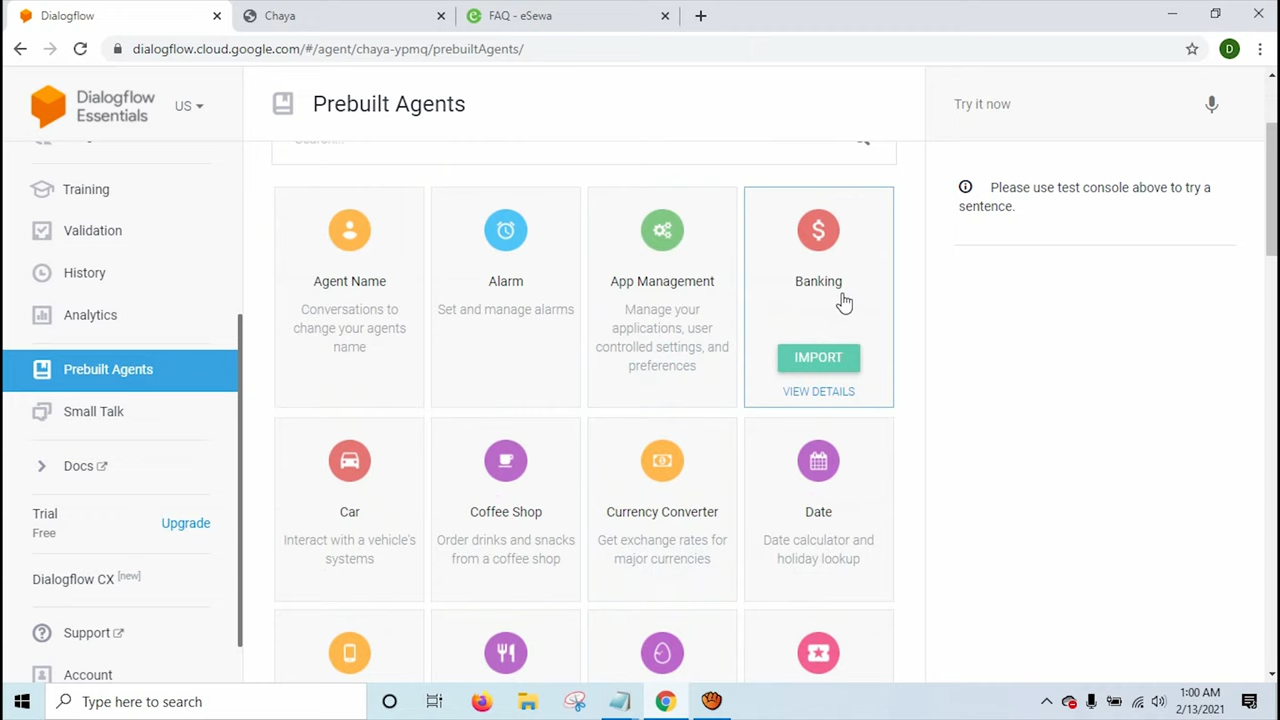 Dialogflow
Chaya
FAQ - eSewa
dialogflow.cloud.google.com/#/agent/chaya-ypmq/prebuiltAgents/
D
Dialogflow
Essentials
US
Prebuilt Agents
Try it now
Please use test console above to try a
sentence.
Training
Validation
History
Analytics
Prebuilt Agents
Small Talk
Docs
Trial
Free
Upgrade
Dialogflow CX [new]
Support
Account
Search...
Agent Name
Conversations to
change your agents
name
Alarm
Set and manage alarms
App Management
Manage your
applications, user
controlled settings, and
preferences
Banking
IMPORT
VIEW DETAILS
Car
Interact with a vehicle's
systems
Coffee Shop
Order drinks and snacks
from a coffee shop
Currency Converter
Get exchange rates for
major currencies
Date
Date calculator and
holiday lookup
Type here to search
1:00 AM
2/13/2021